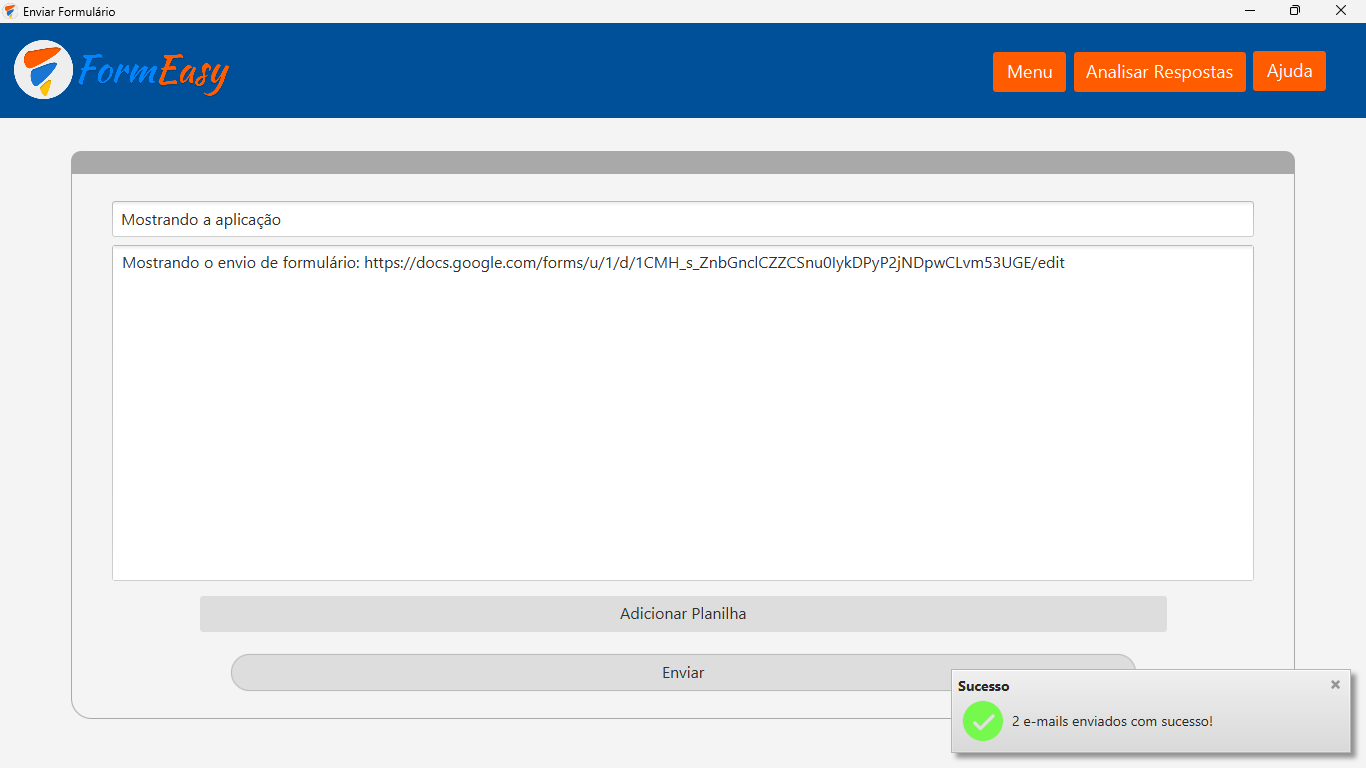 Enviar Formulário
FormEasy
Menu
Analisar Respostas
Ajuda
Mostrando a aplicação
Mostrando o envio de formulário: https://docs.google.com/forms/u/1/d/1CMH_s_ZnbGnclCZZCSnu0lykDPyP2jNDpwCLvm53UGE/edit
Adicionar Planilha
Enviar
Sucesso
2 e-mails enviados com sucesso!